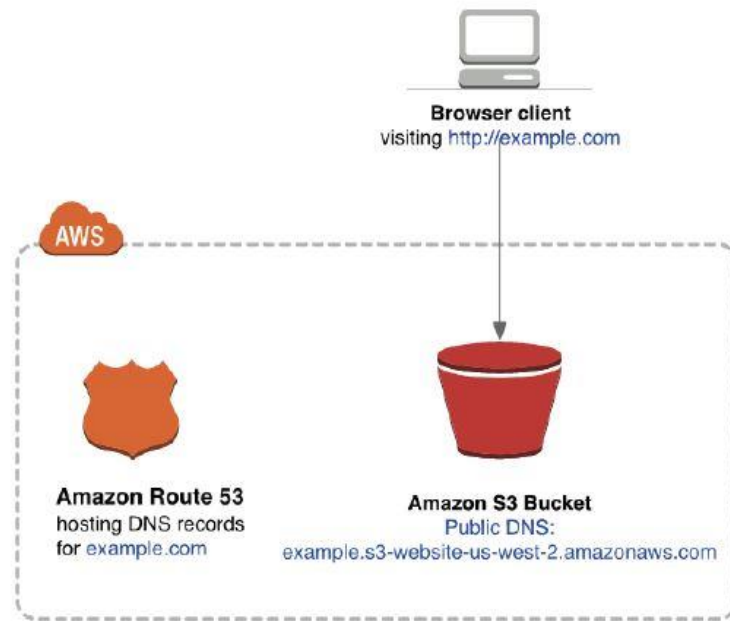 Browser client
visiting http://example.com
AWS
Amazon Route 53
hosting DNS records
for example.com
Amazon S3 Bucket
Public DNS:
example.s3-website-us-west-2.amazonaws.com